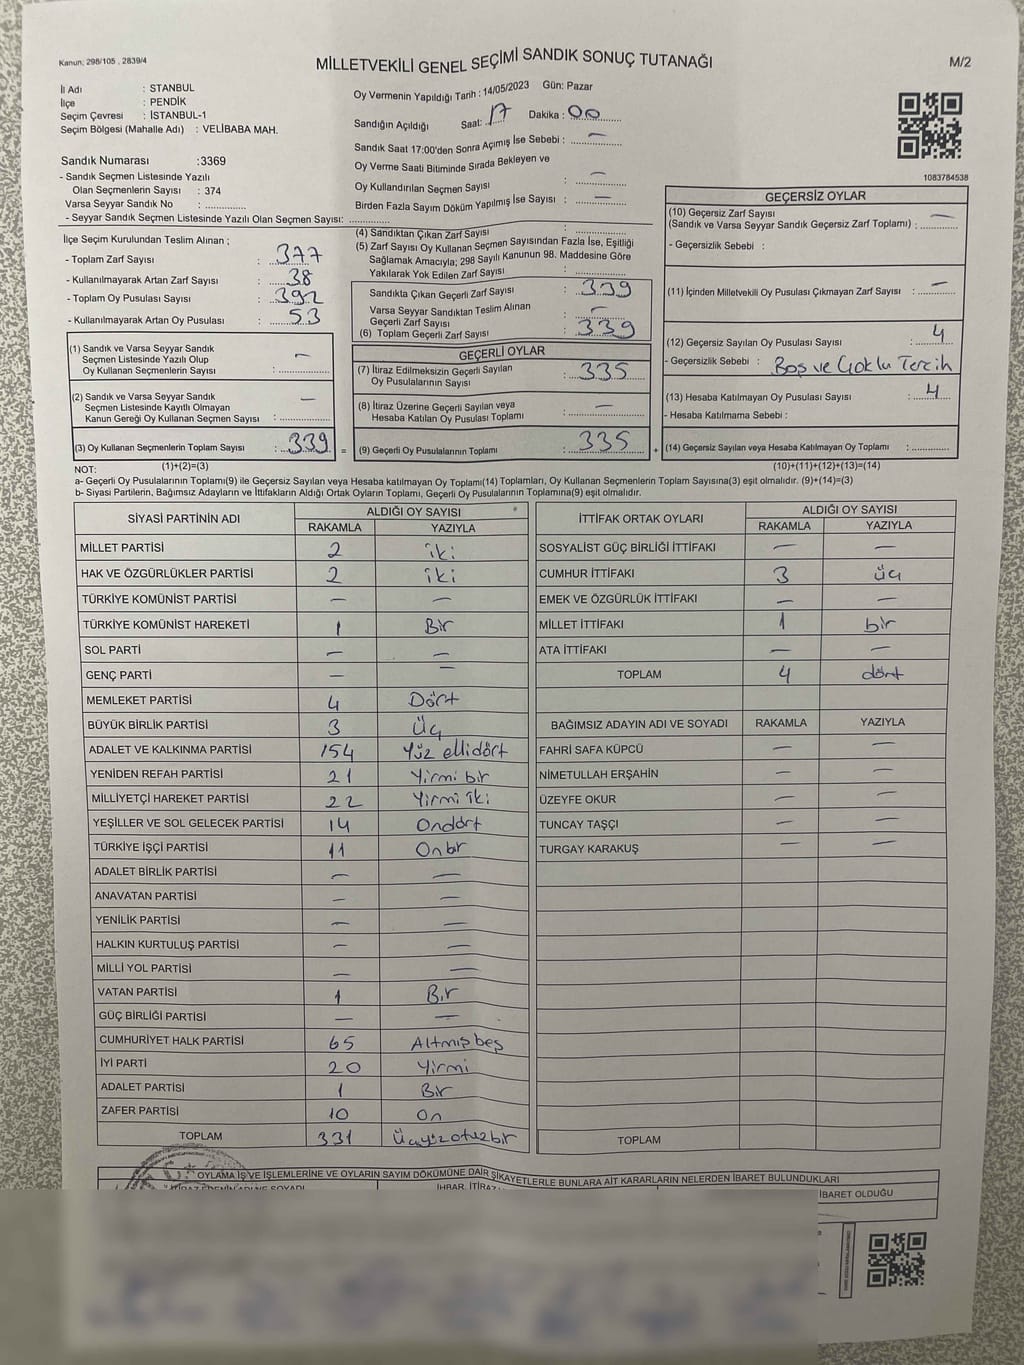 Kanun: 298/105 , 2839/4
MİLLETVEKİLİ GENEL SEÇİMİ SANDIK SONUÇ TUTANAĞI
M/2
İl Adı : STANBUL
İlçe : PENDİK
Seçim Çevresi : İSTANBUL-1
Seçim Bölgesi (Mahalle Adı) : VELİBABA MAH.
Sandık Numarası :3369
- Sandık Seçmen Listesinde Yazılı
Olan Seçmenlerin Sayısı : 374
Varsa Seyyar Sandık No :
- Seyyar Sandık Seçmen Listesinde Yazılı Olan Seçmen Sayısı:
Oy Vermenin Yapıldığı Tarih : 14/05/2023 Gün: Pazar
Sandığın Açıldığı Saat: 17 Dakika : 00
Sandık Saat 17:00'den Sonra Açımış İse Sebebi : —
Oy Verme Saati Bitiminde Sırada Bekleyen ve
Oy Kullandırılan Seçmen Sayısı : —
Birden Fazla Sayım Döküm Yapılmış İse Sayısı : —
1083784538
İlçe Seçim Kurulundan Teslim Alınan ;
- Toplam Zarf Sayısı : 377
- Kullanılmayarak Artan Zarf Sayısı : 38
- Toplam Oy Pusulası Sayısı : 392
- Kullanılmayarak Artan Oy Pusulası : 53
(4) Sandıktan Çıkan Zarf Sayısı :
(5) Zarf Sayısı Oy Kullanan Seçmen Sayısından Fazla İse, Eşitliği
Sağlamak Amacıyla; 298 Sayılı Kanunun 98. Maddesine Göre
Yakılarak Yok Edilen Zarf Sayısı :
Sandıkta Çıkan Geçerli Zarf Sayısı : 339
Varsa Seyyar Sandıktan Teslim Alınan
Geçerli Zarf Sayısı : —
(6) Toplam Geçerli Zarf Sayısı : 339
GEÇERSİZ OYLAR
(10) Geçersiz Zarf Sayısı
(Sandık ve Varsa Seyyar Sandık Geçersiz Zarf Toplamı) : —
- Geçersizlik Sebebi :
(11) İçinden Milletvekili Oy Pusulası Çıkmayan Zarf Sayısı : —
(12) Geçersiz Sayılan Oy Pusulası Sayısı : 4
- Geçersizlik Sebebi : Boş ve Çoklu Tercih
(13) Hesaba Katılmayan Oy Pusulası Sayısı : 4
- Hesaba Katılmama Sebebi :
(14) Geçersiz Sayılan veya Hesaba Katılmayan Oy Toplamı :
(10)+(11)+(12)+(13)=(14)
(1) Sandık ve Varsa Seyyar Sandık
Seçmen Listesinde Yazılı Olup
Oy Kullanan Seçmenlerin Sayısı : —
(2) Sandık ve Varsa Seyyar Sandık
Seçmen Listesinde Kayıtlı Olmayan
Kanun Gereği Oy Kullanan Seçmen Sayısı : —
(3) Oy Kullanan Seçmenlerin Toplam Sayısı : 339 =
(1)+(2)=(3)
GEÇERLİ OYLAR
(7) İtiraz Edilmeksizin Geçerli Sayılan
Oy Pusulalarının Sayısı : 335
(8) İtiraz Üzerine Geçerli Sayılan veya
Hesaba Katılan Oy Pusulası Toplamı : —
(9) Geçerli Oy Pusulalarının Toplamı : 335 +
NOT:
a- Geçerli Oy Pusulalarının Toplamı(9) ile Geçersiz Sayılan veya Hesaba katılmayan Oy Toplamı(14) Toplamları, Oy Kullanan Seçmenlerin Toplam Sayısına(3) eşit olmalıdır. (9)+(14)=(3)
b- Siyasi Partilerin, Bağımsız Adayların ve İttifakların Aldığı Ortak Oyların Toplamı, Geçerli Oy Pusulalarının Toplamına(9) eşit olmalıdır.
SİYASİ PARTİNİN ADI ALDIĞI OY SAYISI
RAKAMLA YAZIYLA
MİLLET PARTİSİ 2 iki
HAK VE ÖZGÜRLÜKLER PARTİSİ 2 iki
TÜRKİYE KOMÜNİST PARTİSİ — —
TÜRKİYE KOMÜNİST HAREKETİ 1 Bir
SOL PARTİ — —
GENÇ PARTİ — —
MEMLEKET PARTİSİ 4 Dört
BÜYÜK BİRLİK PARTİSİ 3 Üç
ADALET VE KALKINMA PARTİSİ 154 Yüz ellidört
YENİDEN REFAH PARTİSİ 21 Yirmi bir
MİLLİYETÇİ HAREKET PARTİSİ 22 Yirmi iki
YEŞİLLER VE SOL GELECEK PARTİSİ 14 Ondört
TÜRKİYE İŞÇİ PARTİSİ 11 Onbir
ADALET BİRLİK PARTİSİ — —
ANAVATAN PARTİSİ — —
YENİLİK PARTİSİ — —
HALKIN KURTULUŞ PARTİSİ — —
MİLLİ YOL PARTİSİ — —
VATAN PARTİSİ 1 Bir
GÜÇ BİRLİĞİ PARTİSİ — —
CUMHURİYET HALK PARTİSİ 65 Altmışbeş
İYİ PARTİ 20 Yirmi
ADALET PARTİSİ 1 Bir
ZAFER PARTİSİ 10 On
TOPLAM 331 Üçyüzotuzbir
İTTİFAK ORTAK OYLARI ALDIĞI OY SAYISI
RAKAMLA YAZIYLA
SOSYALİST GÜÇ BİRLİĞİ İTTİFAKI — —
CUMHUR İTTİFAKI 3 üç
EMEK VE ÖZGÜRLÜK İTTİFAKI — —
MİLLET İTTİFAKI 1 bir
ATA İTTİFAKI — —
TOPLAM 4 dört
BAĞIMSIZ ADAYIN ADI VE SOYADI RAKAMLA YAZIYLA
FAHRİ SAFA KÜPCÜ — —
NİMETULLAH ERŞAHİN — —
ÜZEYFE OKUR — —
TUNCAY TAŞÇI — —
TURGAY KARAKUŞ — —
TOPLAM
OYLAMA İŞ VE İŞLEMLERİNE VE OYLARIN SAYIM DÖKÜMÜNE DAİR ŞİKAYETLERLE BUNLARA AİT KARARLARIN NELERDEN İBARET BULUNDUKLARI
İBARET OLDUĞU